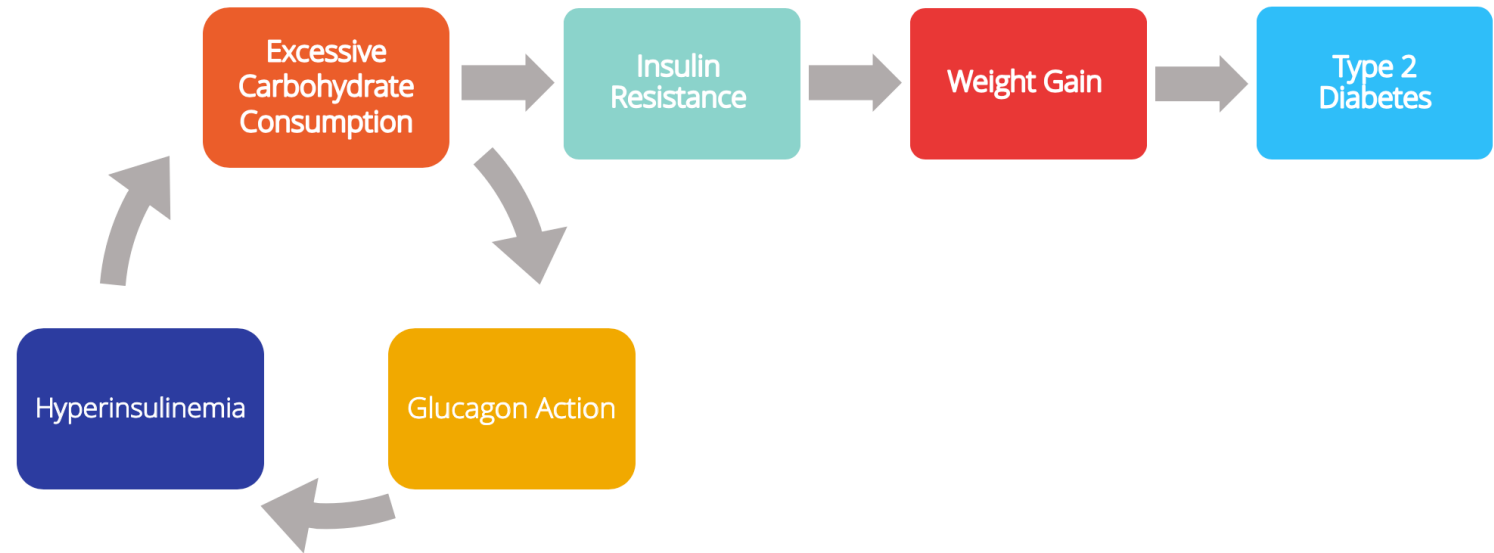 Excessive
Carbohydrate
Consumption
Insulin
Resistance
Weight Gain
Type 2
Diabetes
Hyperinsulinemia
Glucagon Action